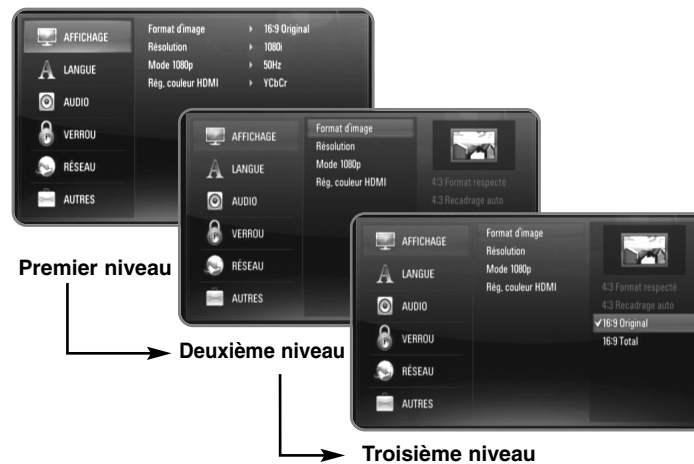 AFFICHAGE
LANGUE
AUDIO
VERROU
RÉSEAU
AUTRES
Format d'image 16:9 Original
Résolution 1080i
Mode 1080p 50Hz
Rég. couleur HDMI YCbCr
Premier niveau
AFFICHAGE
LANGUE
AUDIO
VERROU
RÉSEAU
AUTRES
Format d'image
Résolution
Mode 1080p
Rég. couleur HDMI
4:3 Format respecté
4:3 Recadrage auto
Deuxième niveau
AFFICHAGE
LANGUE
AUDIO
VERROU
RÉSEAU
AUTRES
Format d'image
Résolution
Mode 1080p
Rég. couleur HDMI
4:3 Format respecté
4:3 Recadrage auto
✓16:9 Original
16:9 Total
Troisième niveau